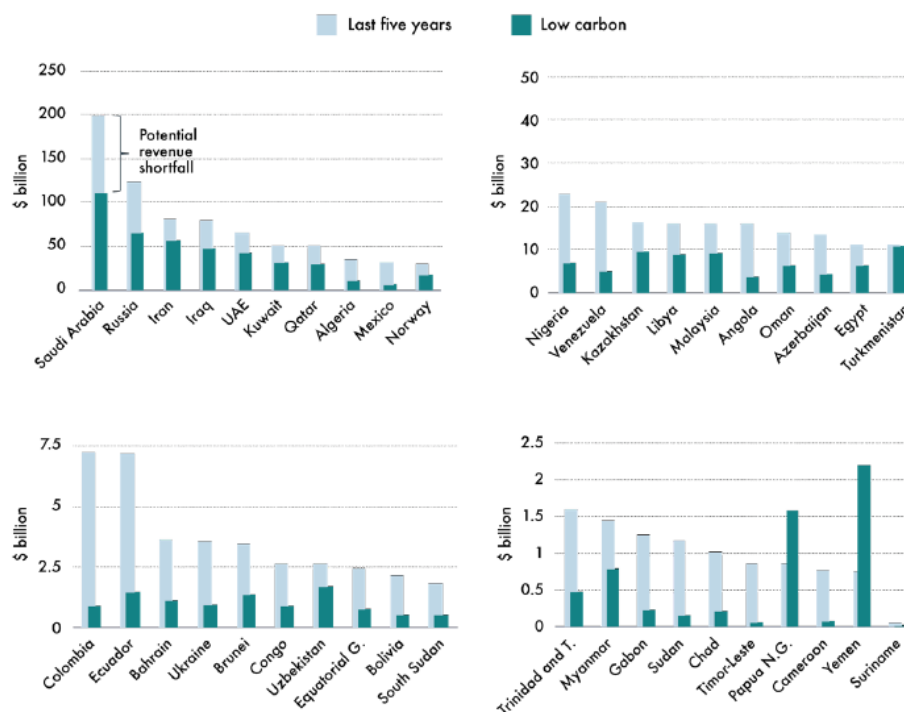 Last five years
Low carbon
250
200
150
100
50
0
$ billion
Potential
revenue
shortfall
Saudi Arabia
Russia
Iran
Iraq
UAE
Kuwait
Qatar
Algeria
Mexico
Norway
50
40
30
20
10
0
$ billion
Nigeria
Venezuela
Kazakhstan
Libya
Malaysia
Angola
Oman
Azerbaijan
Egypt
Turkmenistan
7.5
5
2.5
0
$ billion
Colombia
Ecuador
Bahrain
Ukraine
Brunei
Congo
Uzbekistan
Equatorial G.
Bolivia
South Sudan
2.5
2
1.5
1
0.5
0
$ billion
Trinidad and T.
Myanmor
Gabon
Sudan
Chad
Timor-Leste
Papua N.G.
Cameroon
Yemen
Suriname